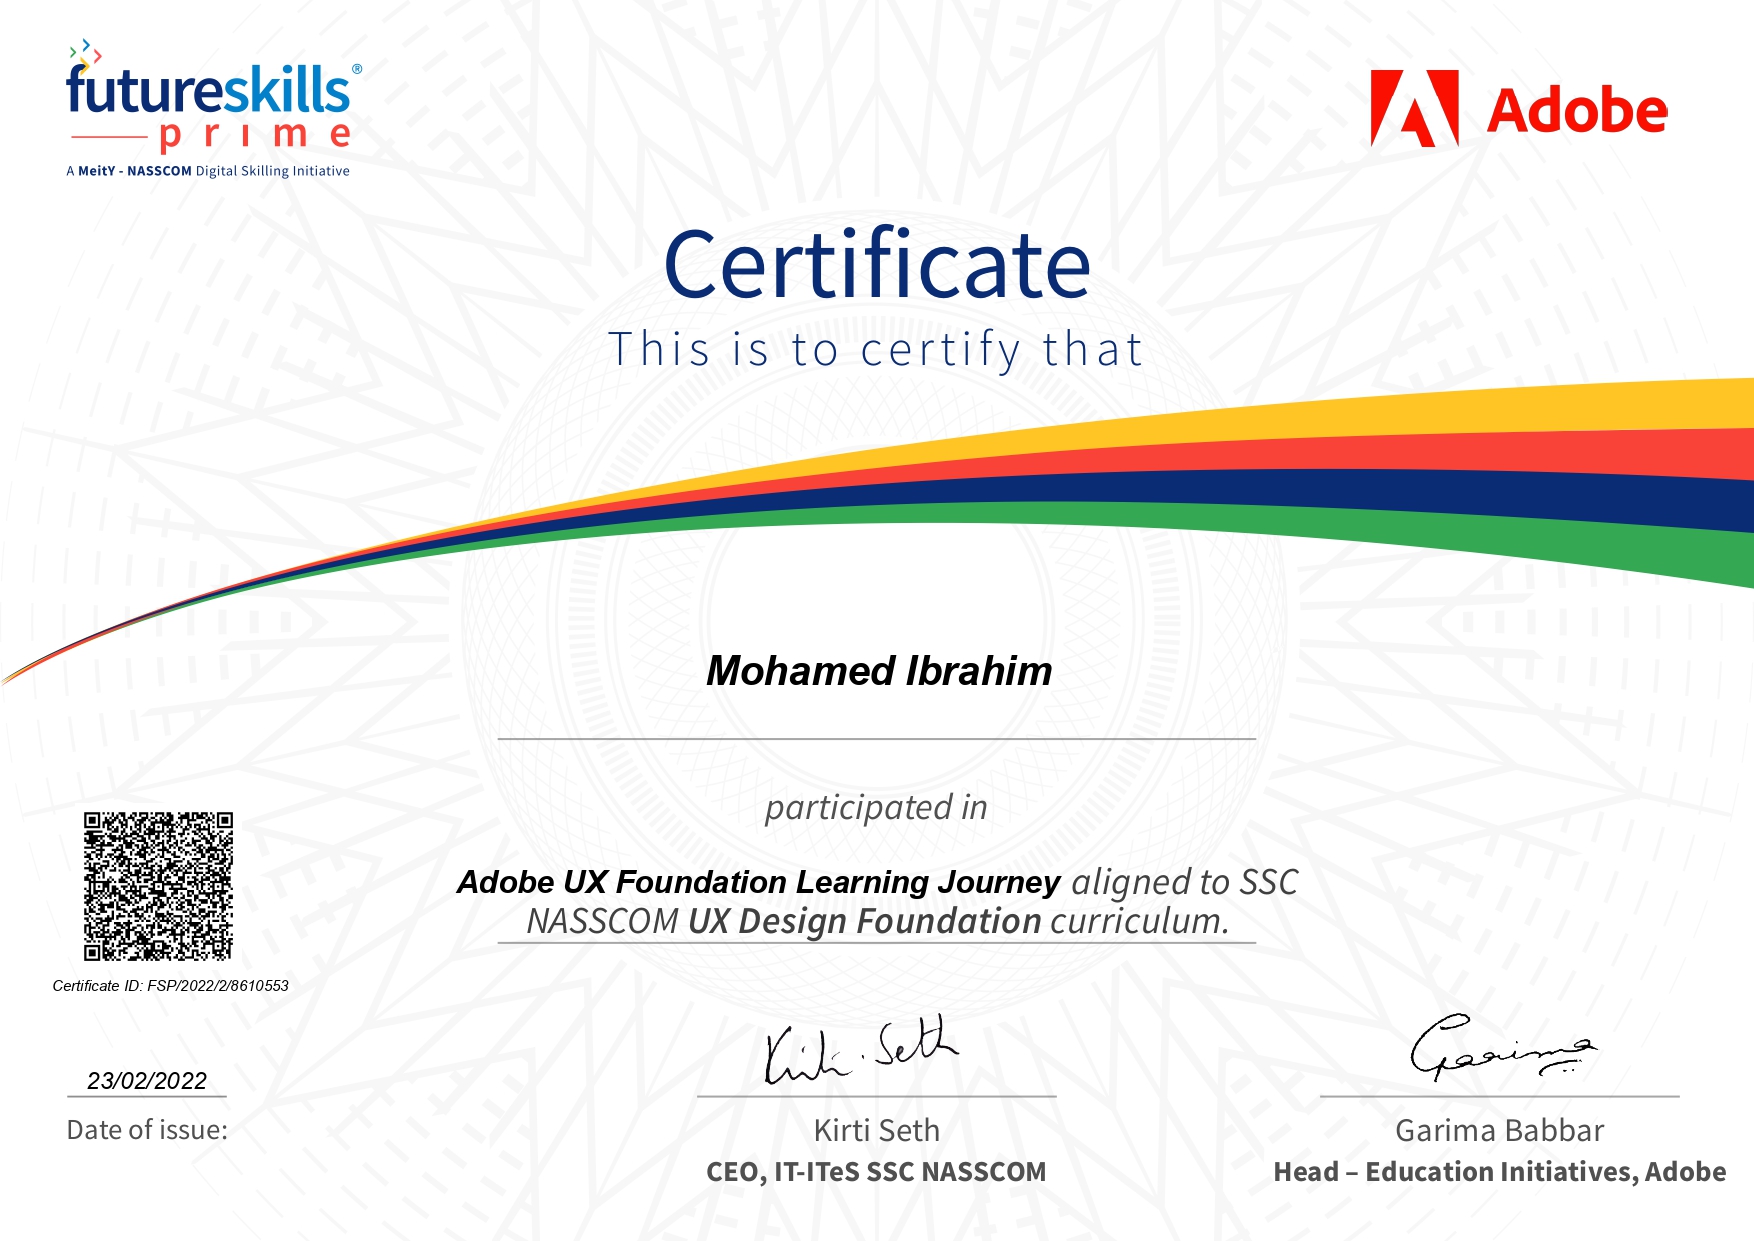 futureskills®
prime
A MeitY - NASSCOM Digital Skilling Initiative
Adobe
Certificate
This is to certify that
Mohamed Ibrahim
participated in
Adobe UX Foundation Learning Journey aligned to SSC
NASSCOM UX Design Foundation curriculum.
Certificate ID: FSP/2022/2/8610553
23/02/2022
Date of issue:
Kirti Seth
Kirti Seth
CEO, IT-ITeS SSC NASSCOM
Garima
Garima Babbar
Head – Education Initiatives, Adobe